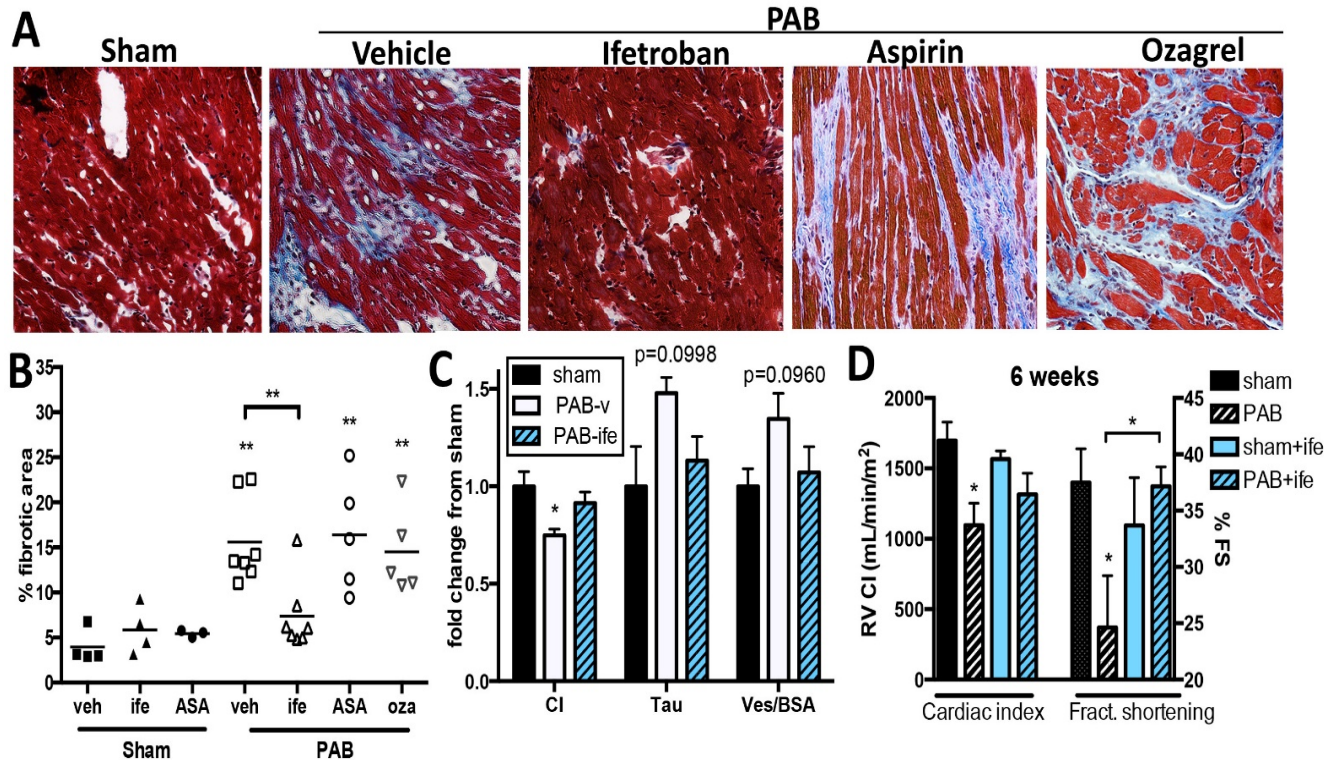 A
PAB
Sham
Vehicle
Ifetroban
Aspirin
Ozagrel
B
% fibrotic area
35
30
25
20
15
10
5
0
**
**
**
**
veh ife ASA veh ife ASA oza
Sham PAB
C
fold change from sham
1.5
1.0
0.5
0.0
sham
PAB-v
PAB-ife
p=0.0998
p=0.0960
*
CI Tau Ves/BSA
D
6 weeks
RV CI (mL/min/m²)
2000
1500
1000
500
0
*
*
*
45
40
35
30
25
20
% FS
sham
PAB
sham+ife
PAB+ife
Cardiac index Fract. shortening